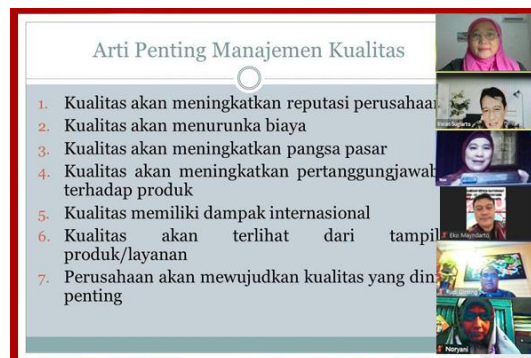 Arti Penting Manajemen Kualitas
1. Kualitas akan meningkatkan reputasi perusahaan
2. Kualitas akan menurunka biaya
3. Kualitas akan meningkatkan pangsa pasar
4. Kualitas akan meningkatkan pertanggungjawab
terhadap produk
5. Kualitas memiliki dampak internasional
6. Kualitas akan terlihat dari tampil
produk/layanan
7. Perusahaan akan mewujudkan kualitas yang din
penting
Eko Mayndarto
Noryani